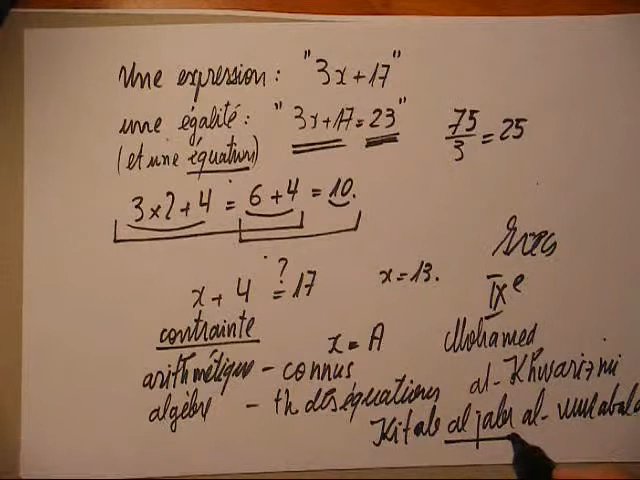 Une expression : "3x+17"
une égalité : "3x+17=23"
(et une équation)
75/3 = 25
3×2+4 = 6+4 = 10.
Grecs
x+4 =? 17
x=13.
IXe
contrainte
x = A
Mohamed
arithmétique - connus
al-Khwarizmi
algèbre - th des équations
Kitab al jabr al-